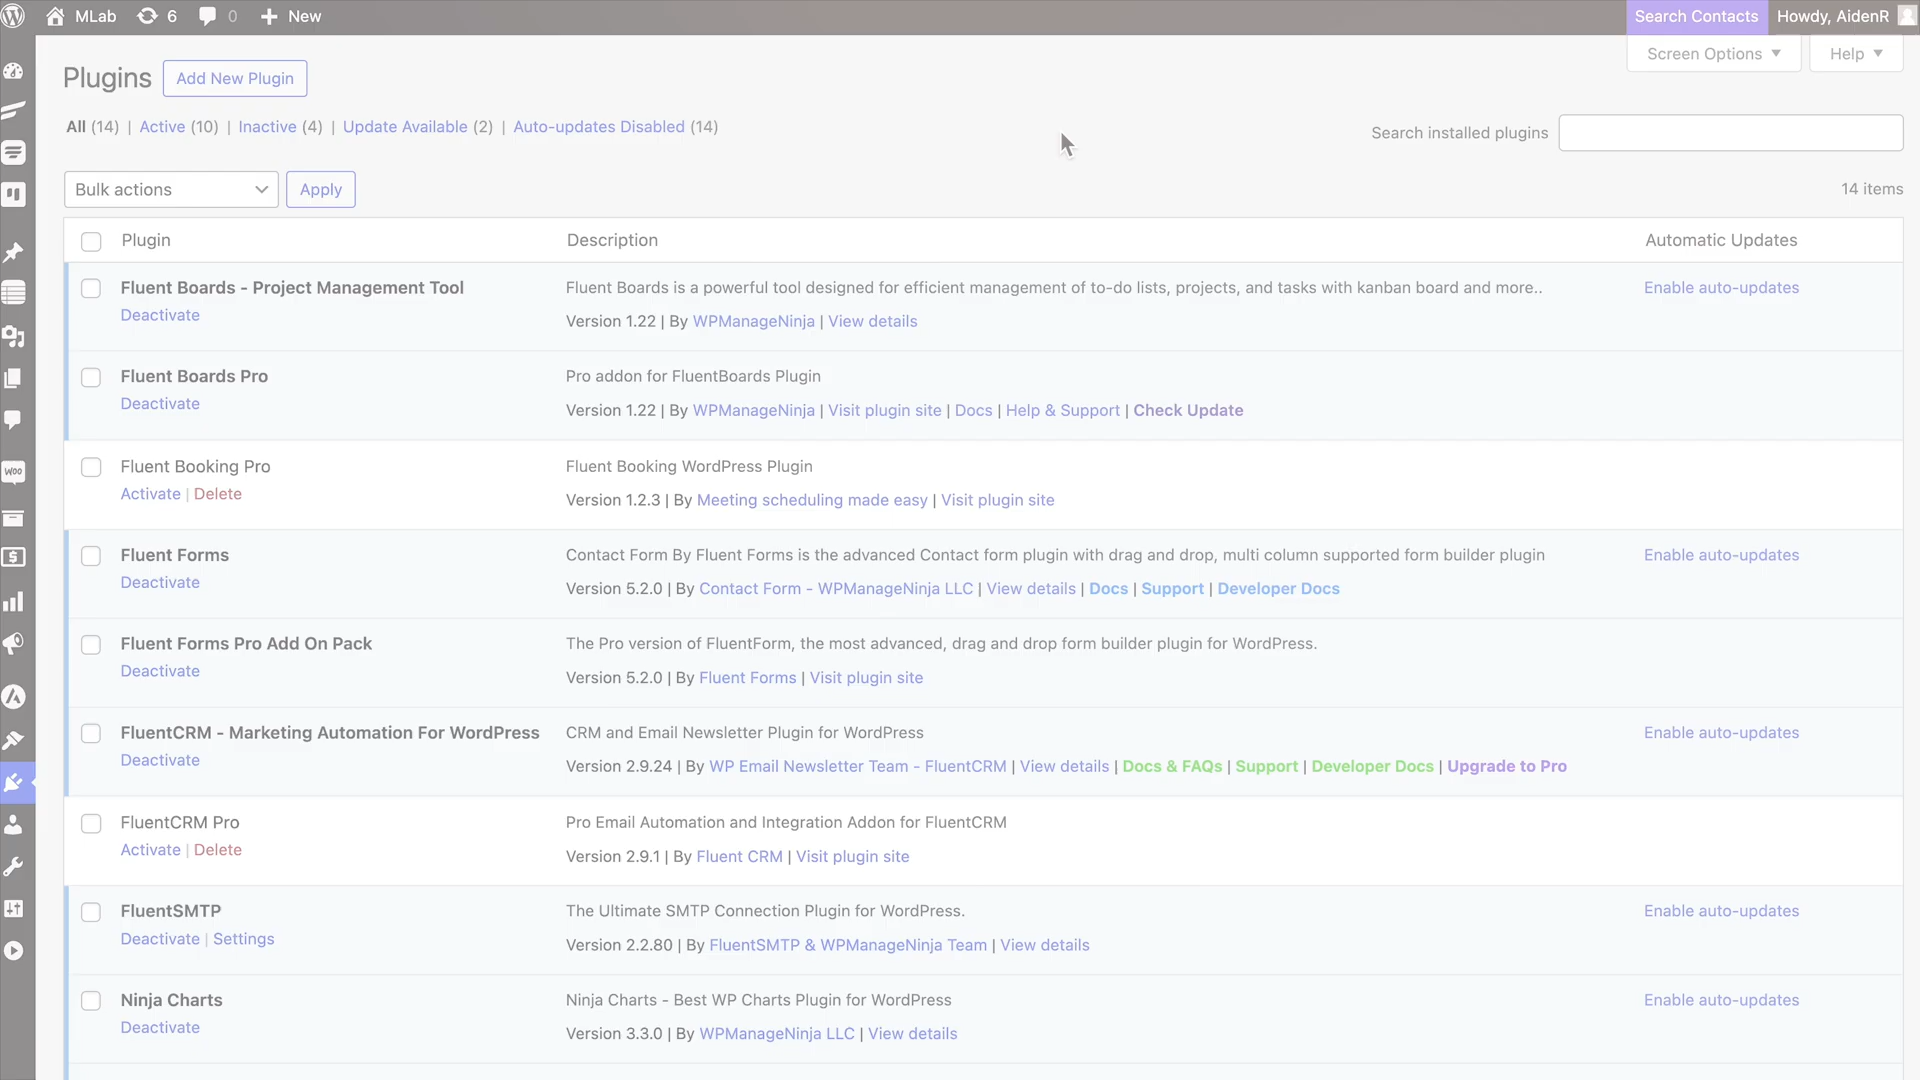 MLab 6 0 New Search Contacts Howdy, AidenR
Screen Options Help
Plugins Add New Plugin
All (14) | Active (10) | Inactive (4) | Update Available (2) | Auto-updates Disabled (14)
Search installed plugins
Bulk actions Apply 14 items
Plugin Description Automatic Updates
Fluent Boards - Project Management Tool Fluent Boards is a powerful tool designed for efficient management of to-do lists, projects, and tasks with kanban board and more.. Enable auto-updates
Deactivate
Version 1.22 | By WPManageNinja | View details
Fluent Boards Pro Pro addon for FluentBoards Plugin
Deactivate
Version 1.22 | By WPManageNinja | Visit plugin site | Docs | Help & Support | Check Update
Fluent Booking Pro Fluent Booking WordPress Plugin
Activate | Delete
Version 1.2.3 | By Meeting scheduling made easy | Visit plugin site
Fluent Forms Contact Form By Fluent Forms is the advanced Contact form plugin with drag and drop, multi column supported form builder plugin Enable auto-updates
Deactivate
Version 5.2.0 | By Contact Form - WPManageNinja LLC | View details | Docs | Support | Developer Docs
Fluent Forms Pro Add On Pack The Pro version of FluentForm, the most advanced, drag and drop form builder plugin for WordPress.
Deactivate
Version 5.2.0 | By Fluent Forms | Visit plugin site
FluentCRM - Marketing Automation For WordPress CRM and Email Newsletter Plugin for WordPress Enable auto-updates
Deactivate
Version 2.9.24 | By WP Email Newsletter Team - FluentCRM | View details | Docs & FAQs | Support | Developer Docs | Upgrade to Pro
FluentCRM Pro Pro Email Automation and Integration Addon for FluentCRM
Activate | Delete
Version 2.9.1 | By Fluent CRM | Visit plugin site
FluentSMTP The Ultimate SMTP Connection Plugin for WordPress. Enable auto-updates
Deactivate | Settings
Version 2.2.80 | By FluentSMTP & WPManageNinja Team | View details
Ninja Charts Ninja Charts - Best WP Charts Plugin for WordPress Enable auto-updates
Deactivate
Version 3.3.0 | By WPManageNinja LLC | View details
Woo